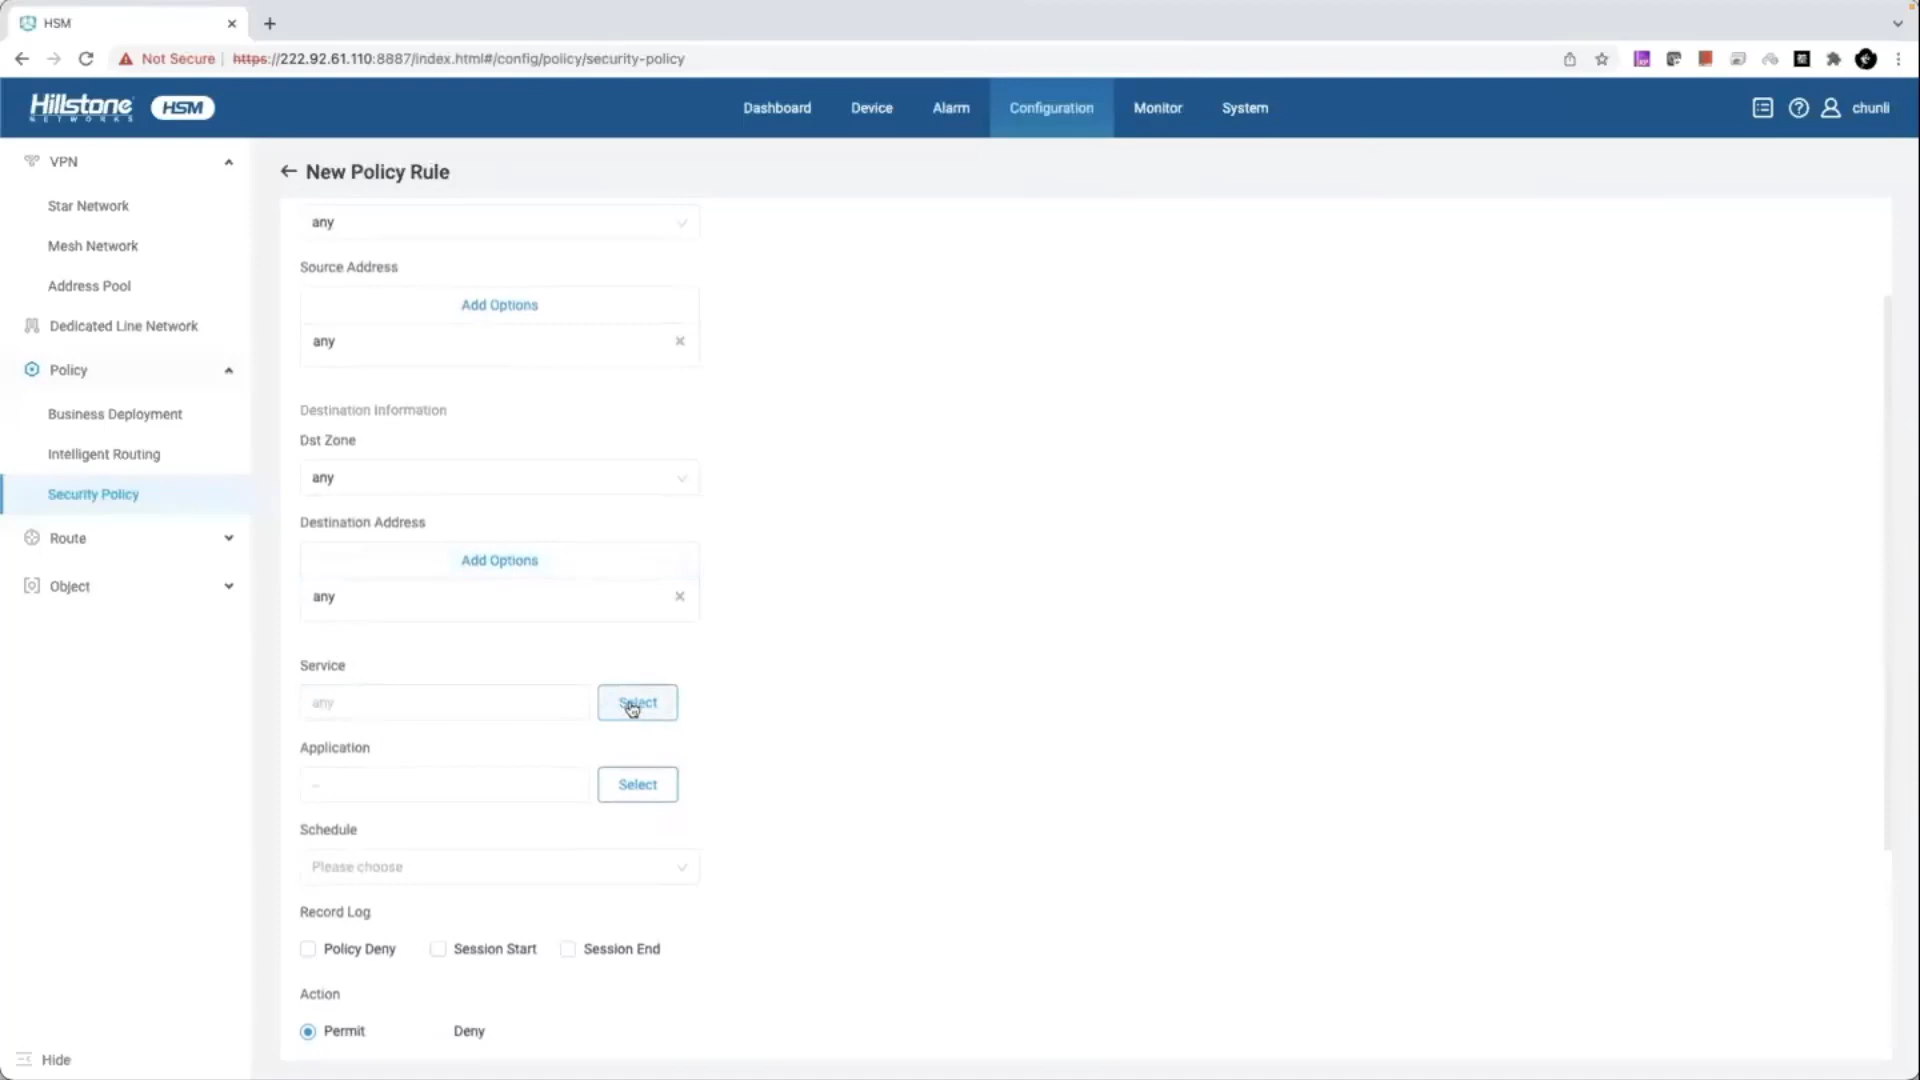 HSM
Not Secure https://222.92.61.110:8887/index.html#/config/policy/security-policy
Hillstone NETWORKS HSM Dashboard Device Alarm Configuration Monitor System chunli
VPN
Star Network
Mesh Network
Address Pool
Dedicated Line Network
Policy
Business Deployment
Intelligent Routing
Security Policy
Route
Object
Hide
New Policy Rule
any
Source Address
Add Options
any
Destination Information
Dst Zone
any
Destination Address
Add Options
any
Service
any Select
Application
-- Select
Schedule
Please choose
Record Log
Policy Deny Session Start Session End
Action
Permit Deny